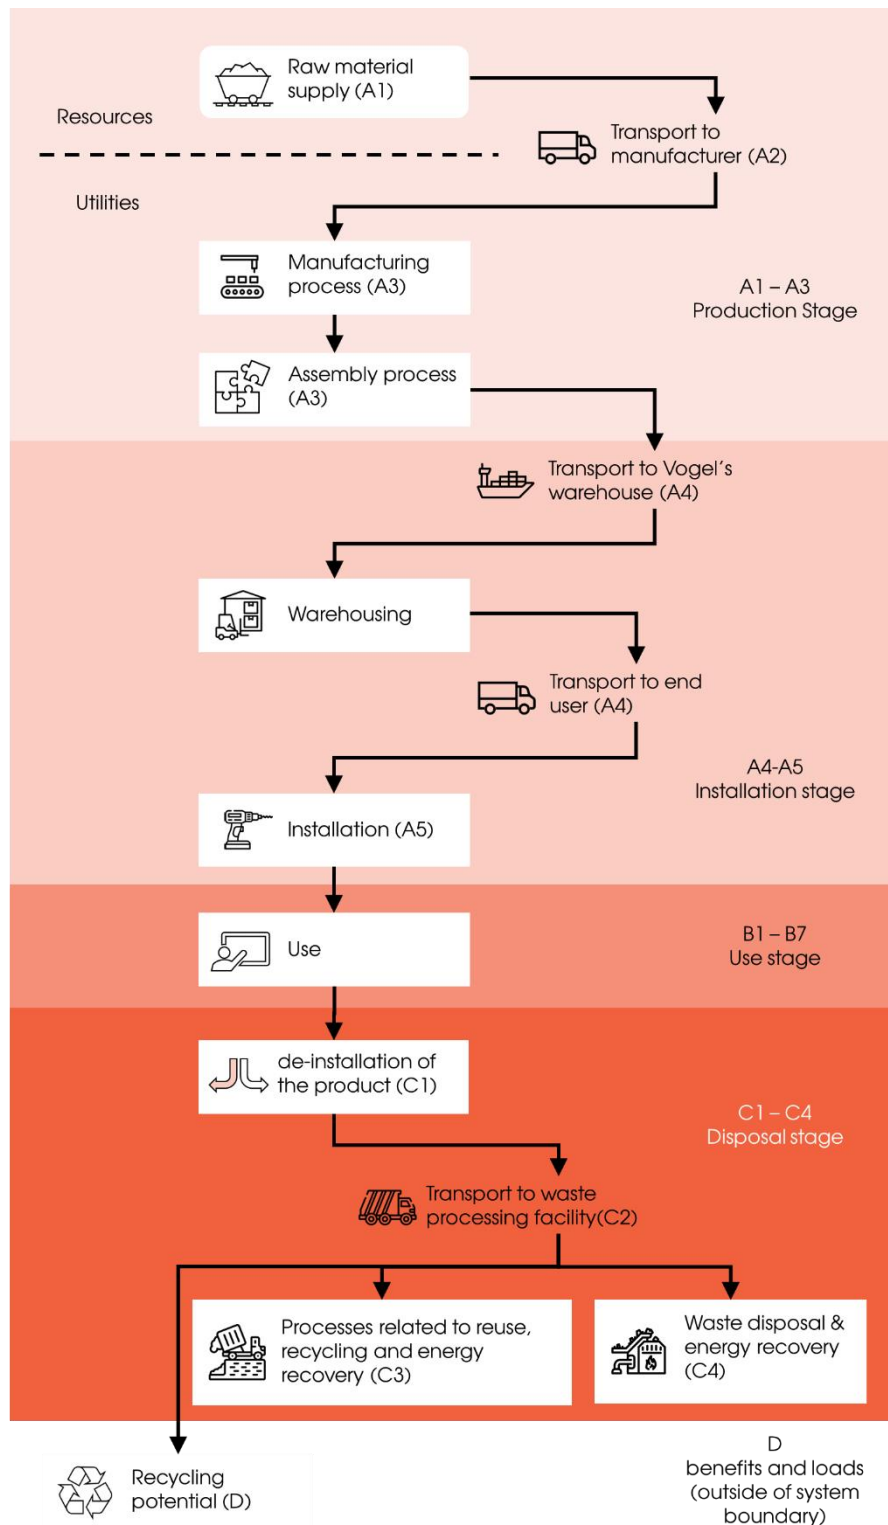 Raw material
supply (A1)
Resources
Transport to
manufacturer (A2)
Utilities
Manufacturing
process (A3)
A1 – A3
Production Stage
Assembly process
(A3)
Transport to Vogel´s
warehouse (A4)
Warehousing
Transport to end
user (A4)
A4-A5
Installation stage
Installation (A5)
B1 – B7
Use stage
Use
de-installation of
the product (C1)
C1 – C4
Disposal stage
Transport to waste
processing facility(C2)
Processes related to reuse,
recycling and energy
recovery (C3)
Waste disposal &
energy recovery
(C4)
Recycling
potential (D)
D
benefits and loads
(outside of system
boundary)